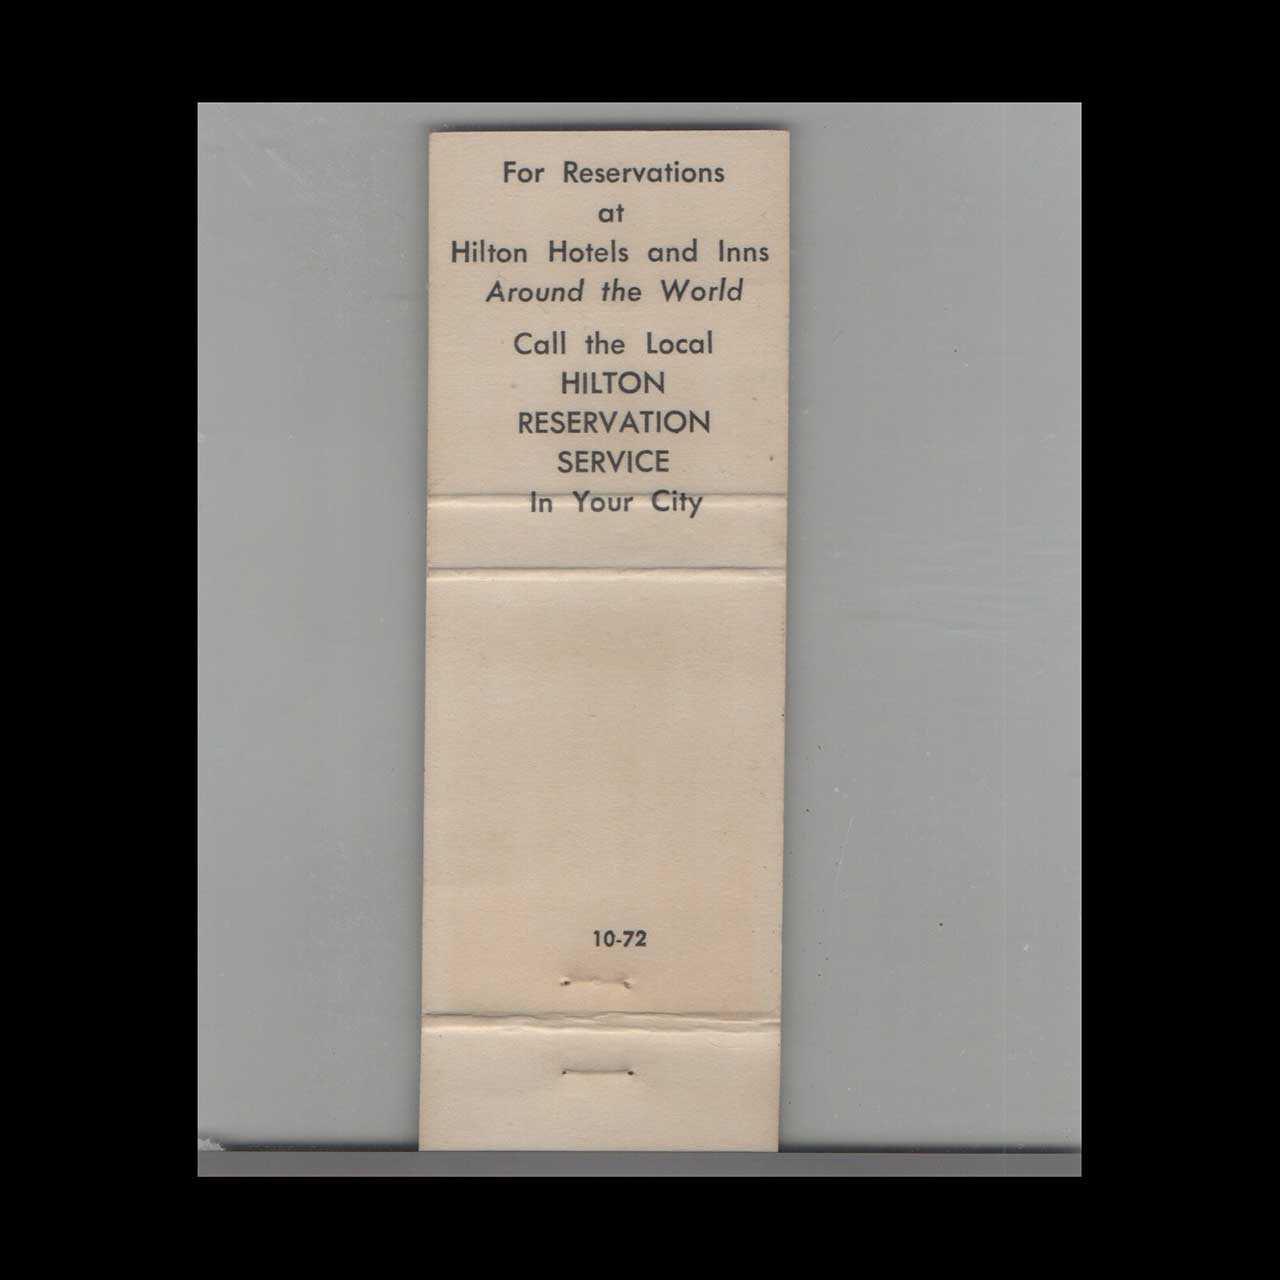 For Reservations
at
Hilton Hotels and Inns
Around the World
Call the Local
HILTON
RESERVATION
SERVICE
In Your City
10-72